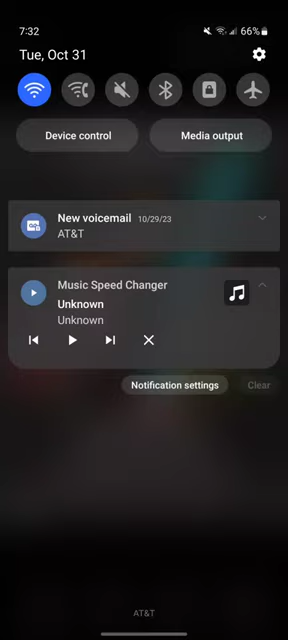 7:32
66%
Tue, Oct 31
Device control
Media output
New voicemail 10/29/23
AT&T
Music Speed Changer
Unknown
Unknown
Notification settings
Clear
AT&T